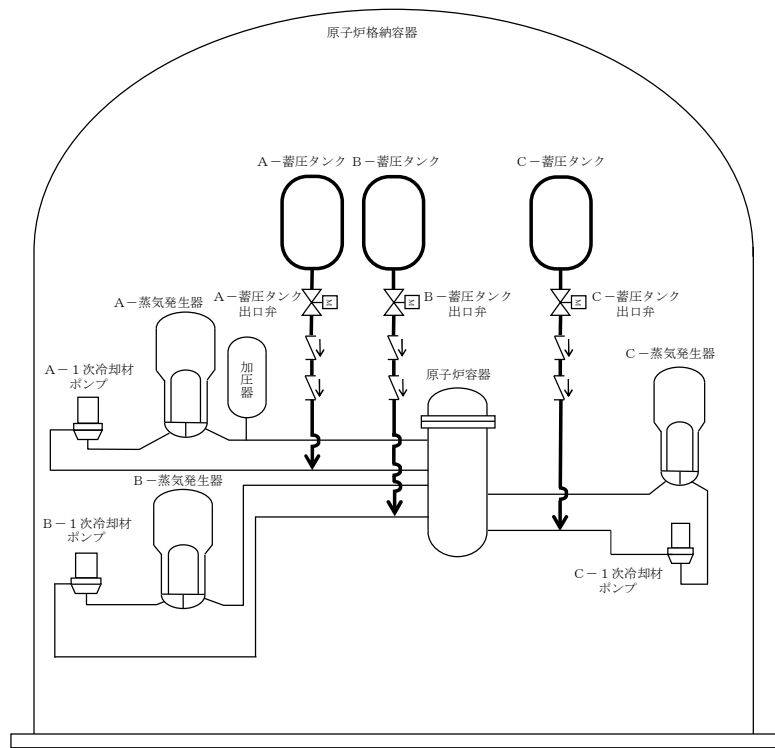 原子炉格納容器
A－蓄圧タンク
B－蓄圧タンク
C－蓄圧タンク
A－蓄圧タンク
出口弁
M
B－蓄圧タンク
出口弁
M
C－蓄圧タンク
出口弁
M
A－蒸気発生器
加圧器
A－1次冷却材
ポンプ
原子炉容器
C－蒸気発生器
B－蒸気発生器
B－1次冷却材
ポンプ
C－1次冷却材
ポンプ